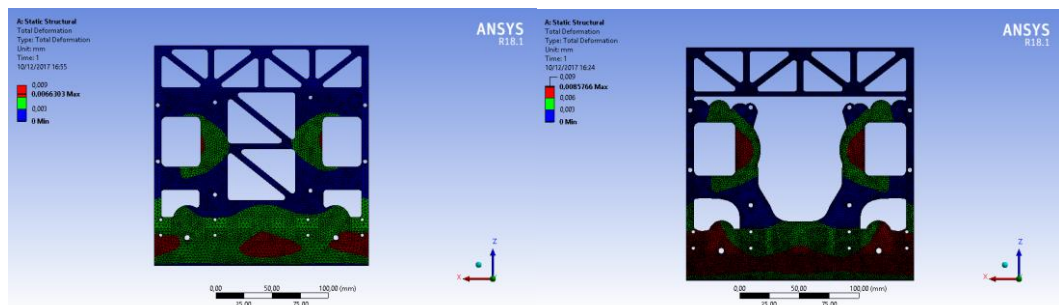 A: Static Structural
Total Deformation
Type: Total Deformation
Unit: mm
Time: 1
10/12/2017 16:55
0,009
0,0066303 Max
0,003
0 Min
ANSYS
R18.1
Z
X
0,00 50,00 100,00 (mm)
25,00 75,00
A: Static Structural
Total Deformation
Type: Total Deformation
Unit: mm
Time: 1
10/12/2017 16:24
0,009
0,0085766 Max
0,006
0,003
0 Min
ANSYS
R18.1
Z
X
0,00 50,00 100,00 (mm)
25,00 75,00